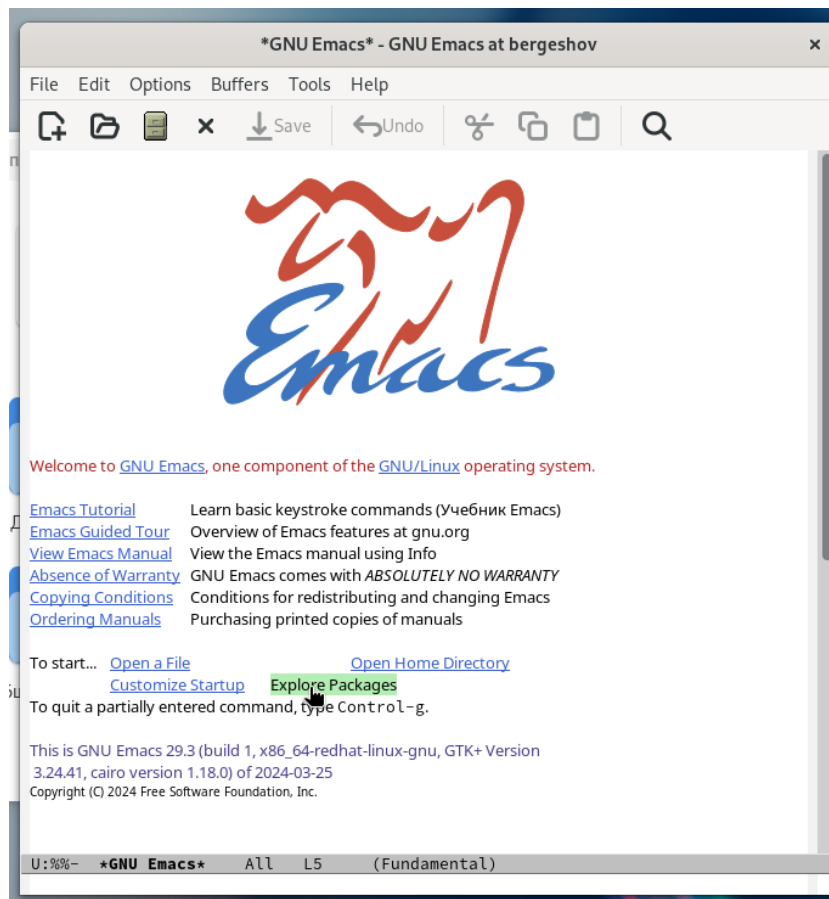 *GNU Emacs* - GNU Emacs at bergeshov ×
File Edit Options Buffers Tools Help
Save Undo
Emacs
Welcome to GNU Emacs, one component of the GNU/Linux operating system.
Emacs Tutorial Learn basic keystroke commands (Учебник Emacs)
Emacs Guided Tour Overview of Emacs features at gnu.org
View Emacs Manual View the Emacs manual using Info
Absence of Warranty GNU Emacs comes with ABSOLUTELY NO WARRANTY
Copying Conditions Conditions for redistributing and changing Emacs
Ordering Manuals Purchasing printed copies of manuals
To start... Open a File Open Home Directory
Customize Startup Explore Packages
To quit a partially entered command, type Control-g.
This is GNU Emacs 29.3 (build 1, x86_64-redhat-linux-gnu, GTK+ Version
3.24.41, cairo version 1.18.0) of 2024-03-25
Copyright (C) 2024 Free Software Foundation, Inc.
U:%%- *GNU Emacs* All L5 (Fundamental)